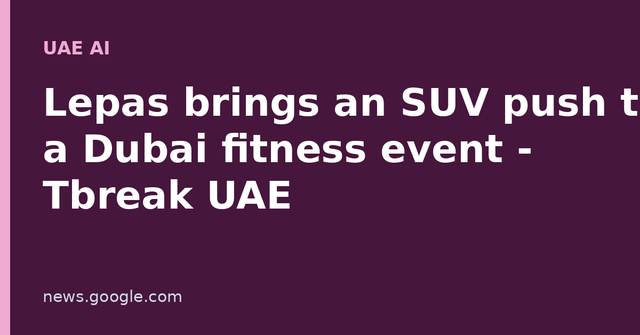 UAE AI
Lepas brings an SUV push t
a Dubai fitness event -
Tbreak UAE
news.google.com